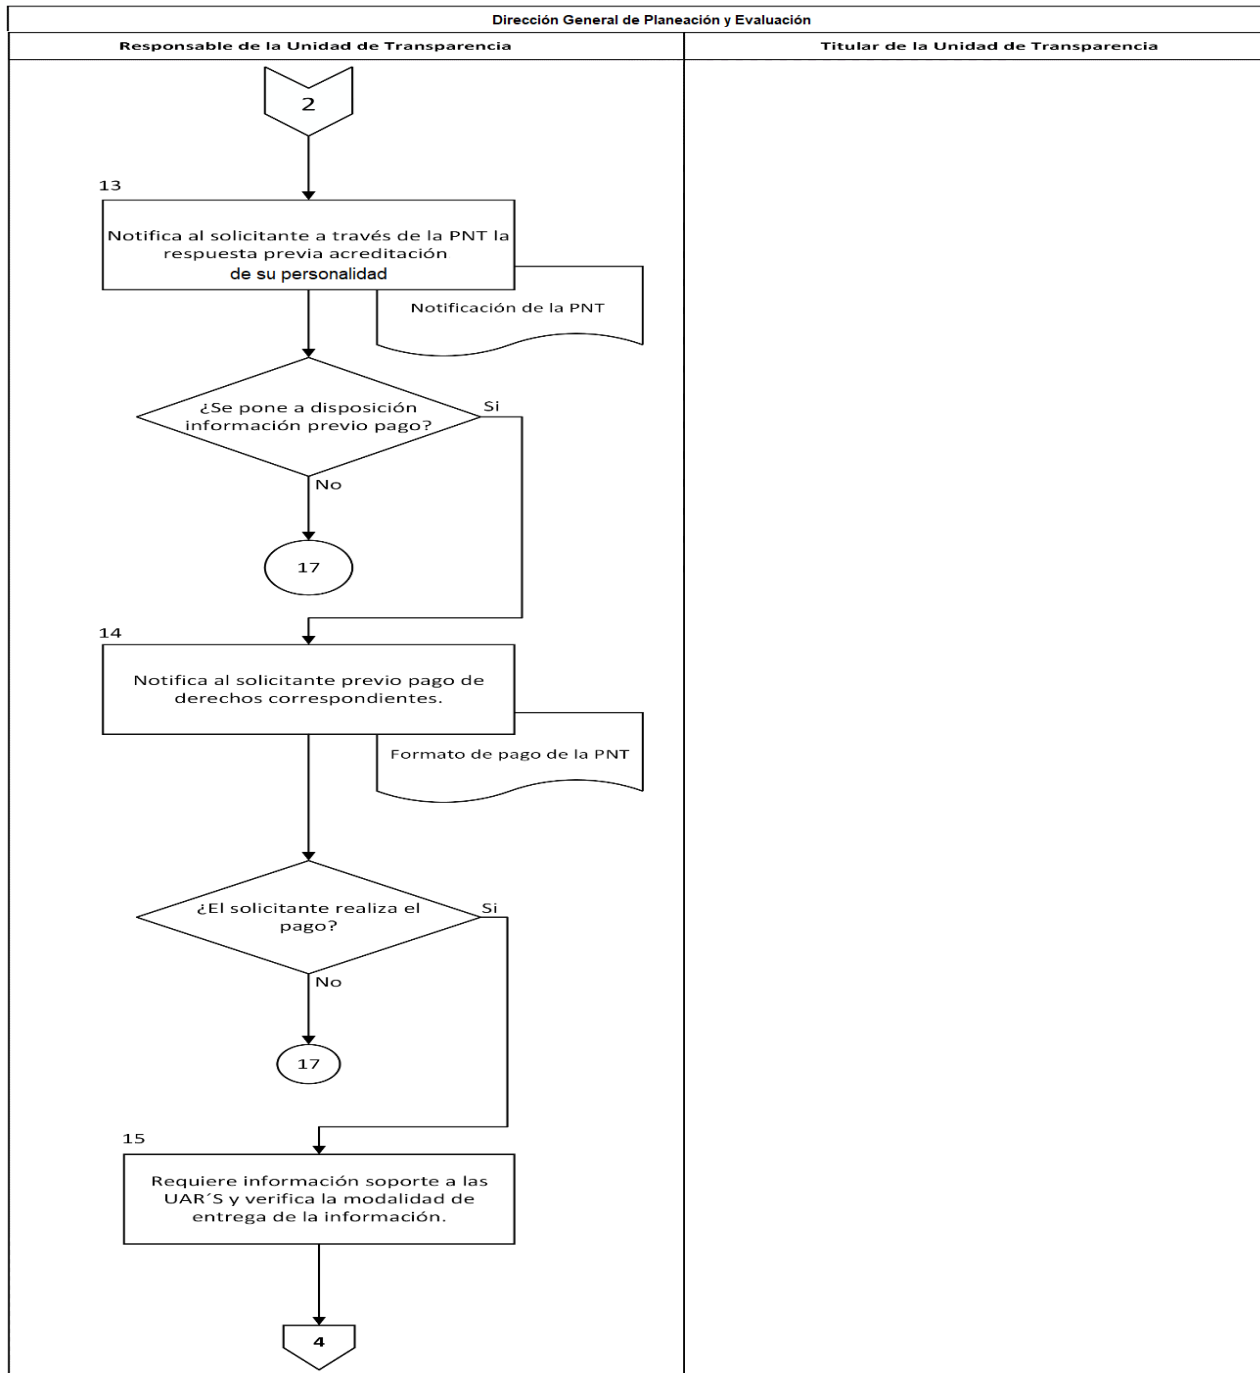 Dirección General de Planeación y Evaluación
Responsable de la Unidad de Transparencia
Titular de la Unidad de Transparencia
2
13
Notifica al solicitante a través de la PNT la
respuesta previa acreditación
de su personalidad
Notificación de la PNT
¿Se pone a disposición
información previo pago?
Si
No
17
14
Notifica al solicitante previo pago de
derechos correspondientes.
Formato de pago de la PNT
¿El solicitante realiza el
pago?
Si
No
17
15
Requiere información soporte a las
UAR´S y verifica la modalidad de
entrega de la información.
4